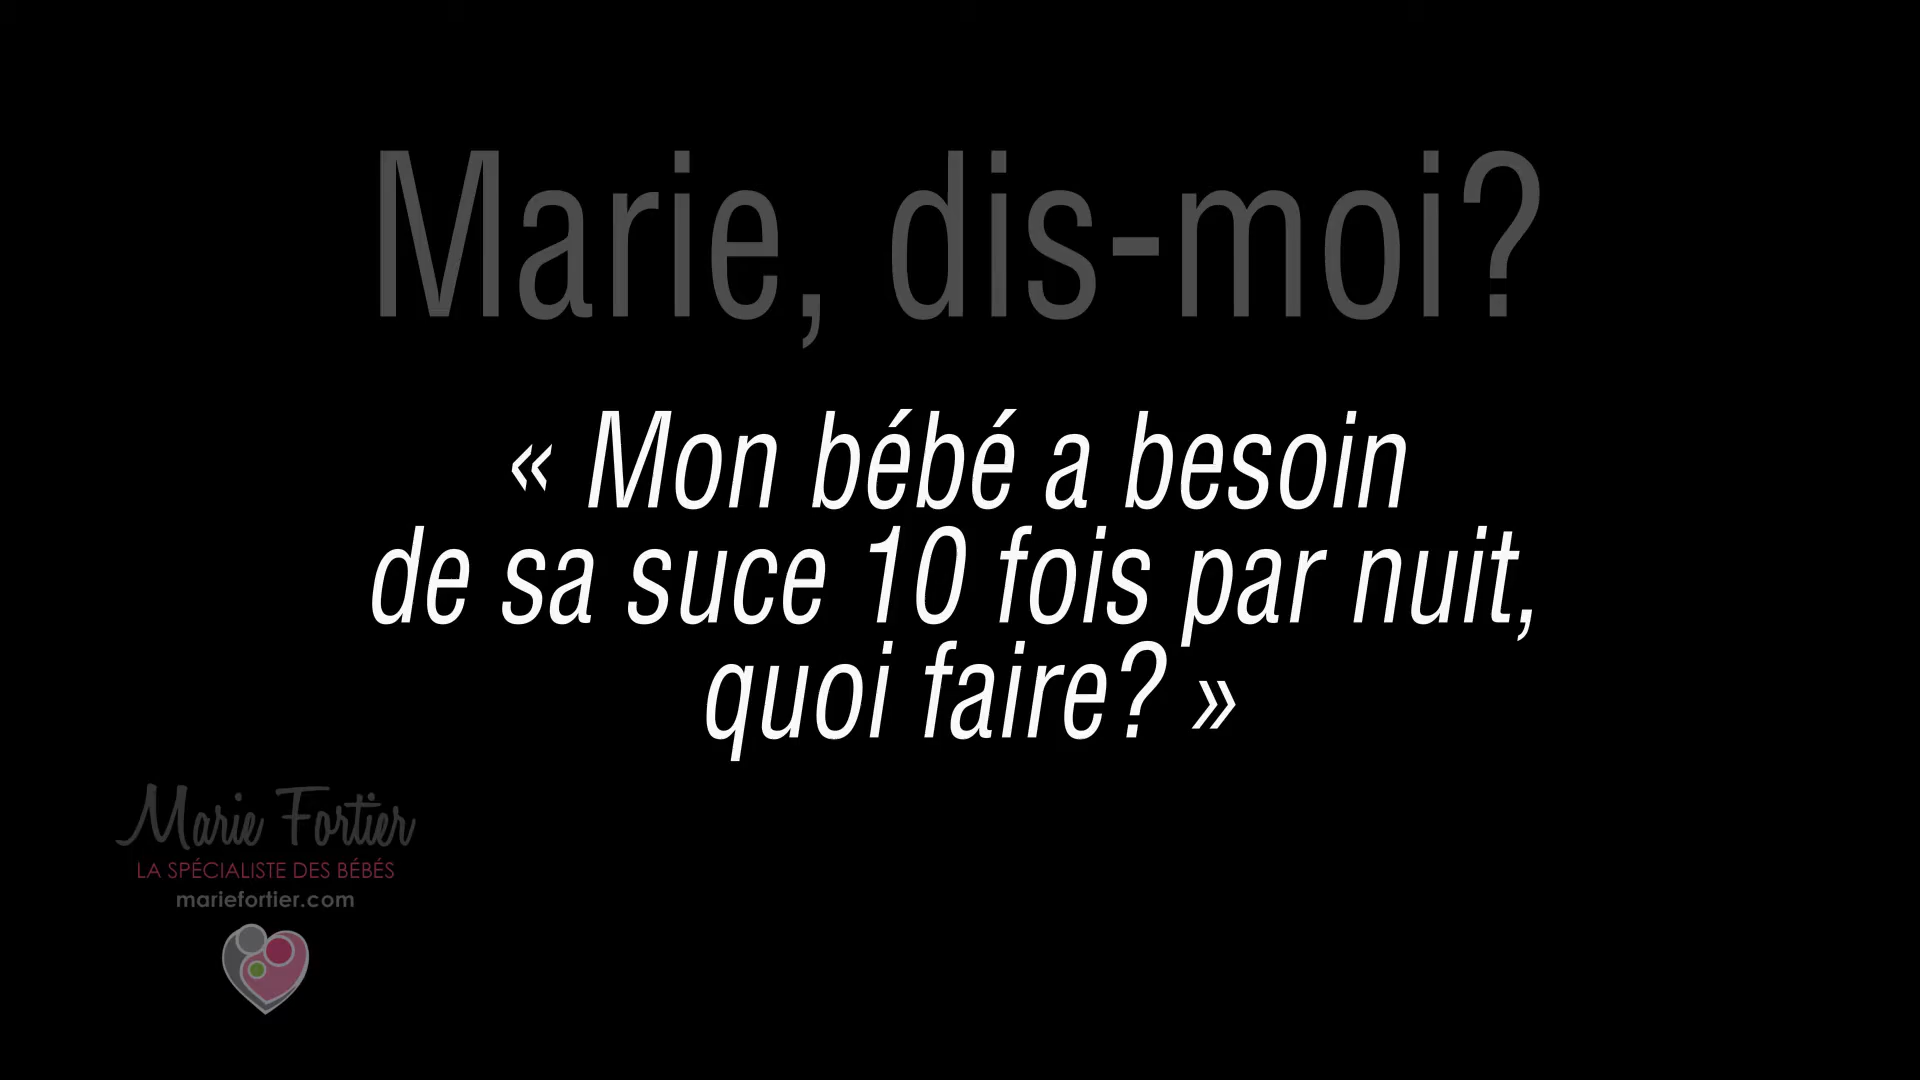 Marie, dis-moi?
« Mon bébé a besoin
de sa suce 10 fois par nuit,
quoi faire? »
Marie Fortier
LA SPÉCIALISTE DES BÉBÉS
mariefortier.com